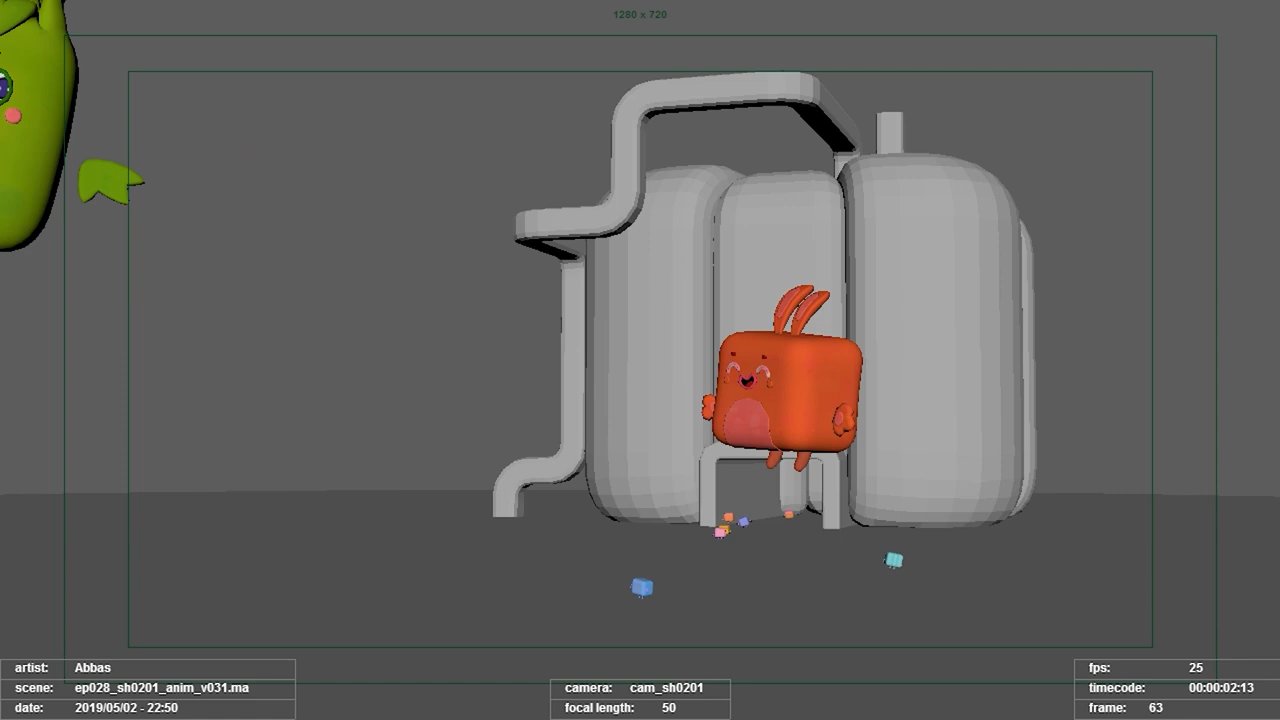 1280 x 720
artist: Abbas
scene: ep028_sh0201_anim_v031.ma
date: 2019/05/02 - 22:50
camera: cam_sh0201
focal length: 50
fps: 25
timecode: 00:00:02:13
frame: 63